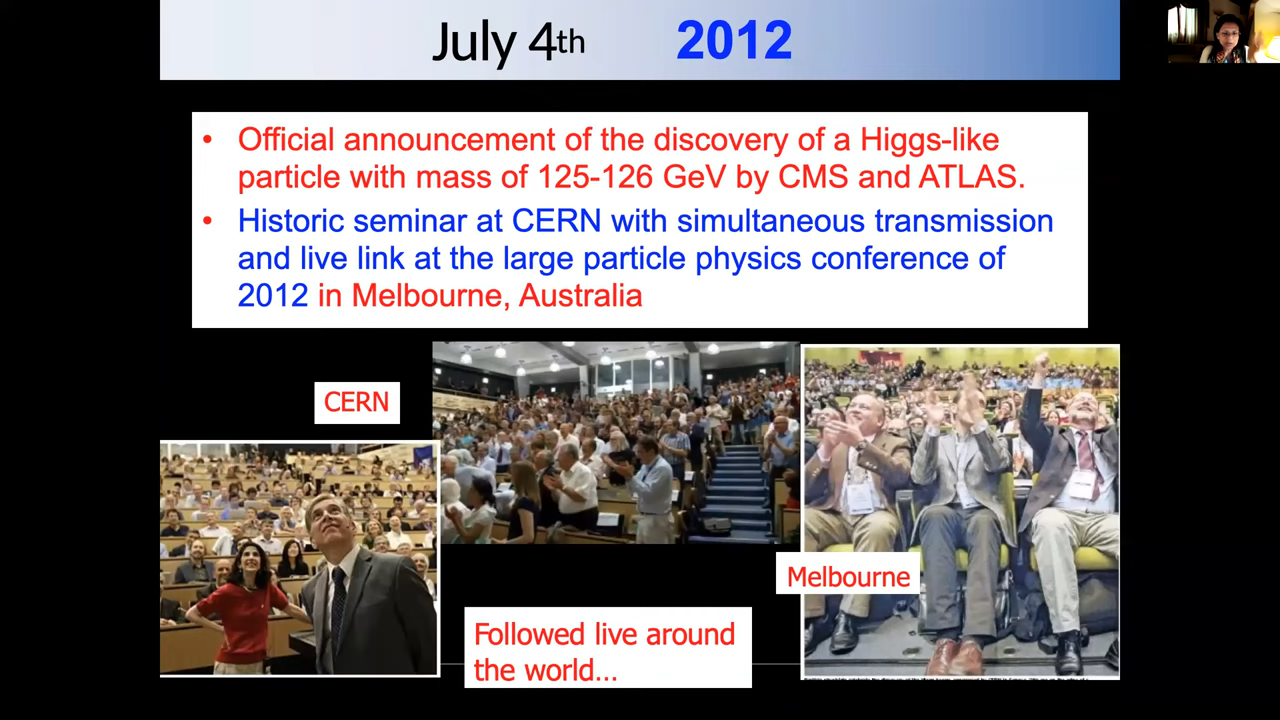 July 4th 2012
• Official announcement of the discovery of a Higgs-like
particle with mass of 125-126 GeV by CMS and ATLAS.
• Historic seminar at CERN with simultaneous transmission
and live link at the large particle physics conference of
2012 in Melbourne, Australia
CERN
Melbourne
Followed live around
the world...